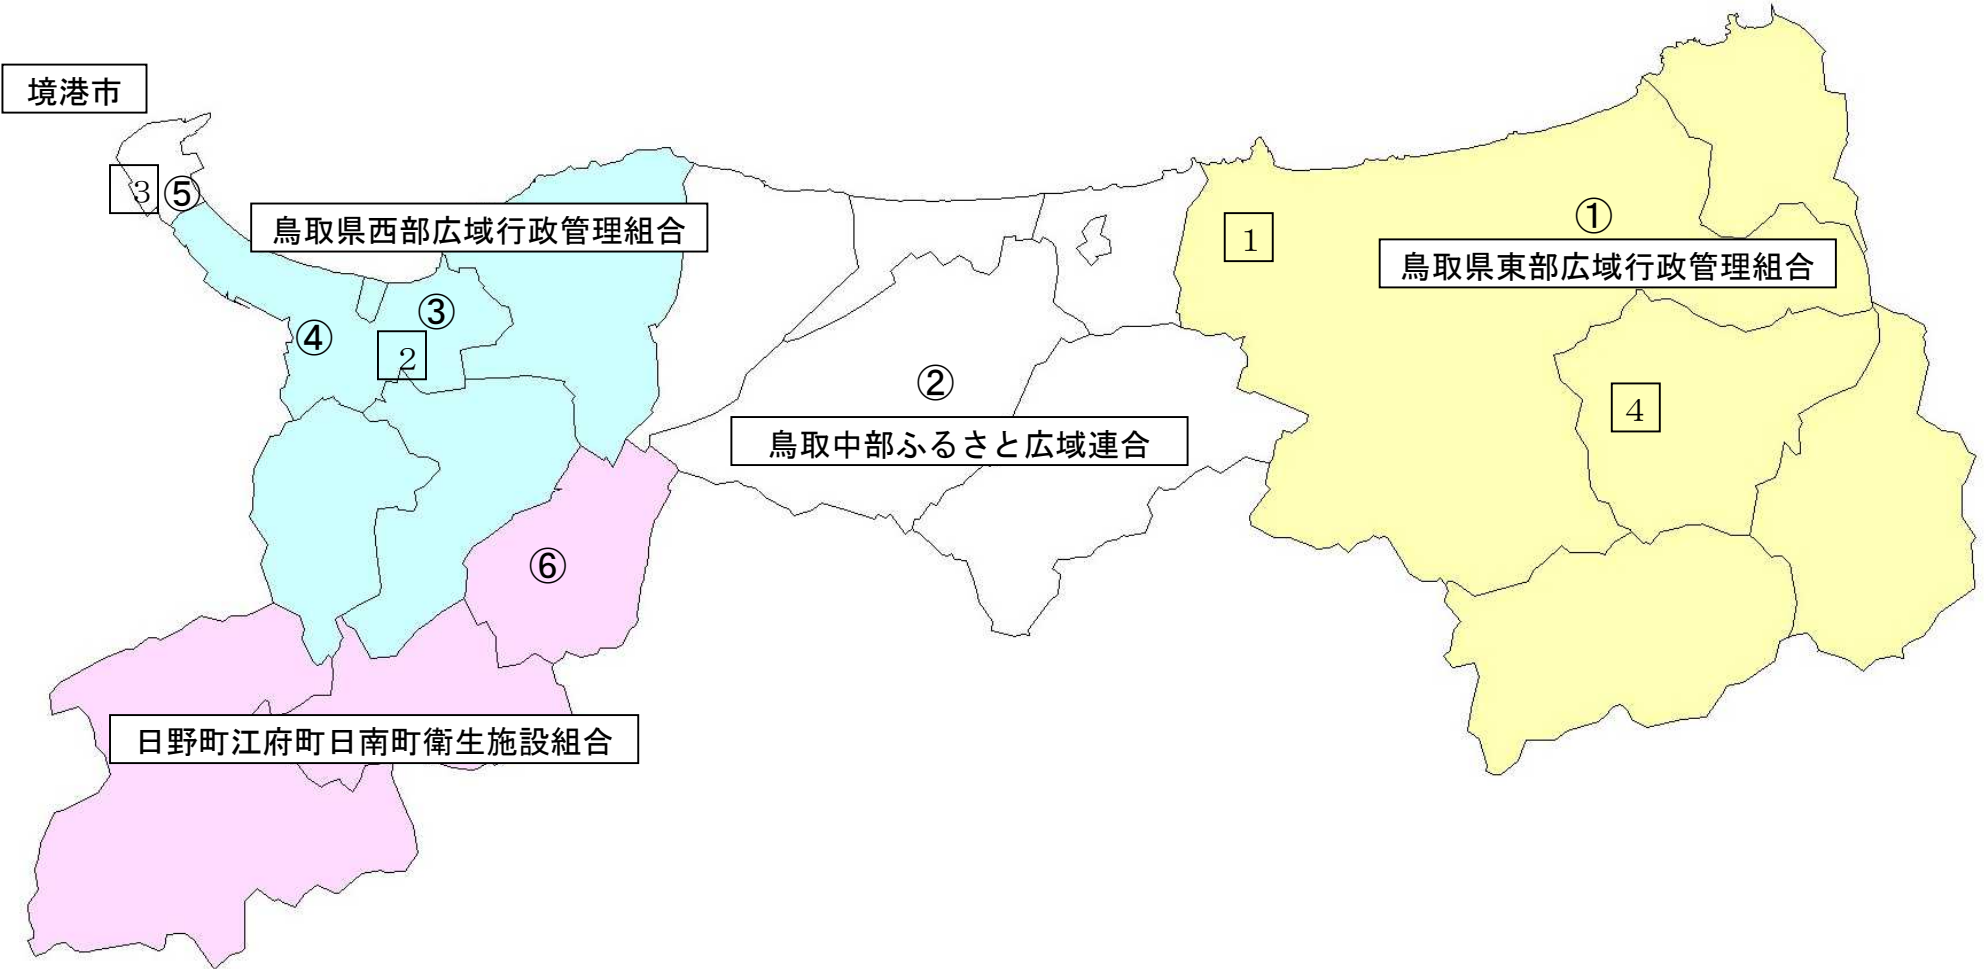 境港市
3
⑤
鳥取県西部広域行政管理組合
1
①
鳥取県東部広域行政管理組合
③
④
2
②
4
鳥取中部ふるさと広域連合
⑥
日野町江府町日南町衛生施設組合